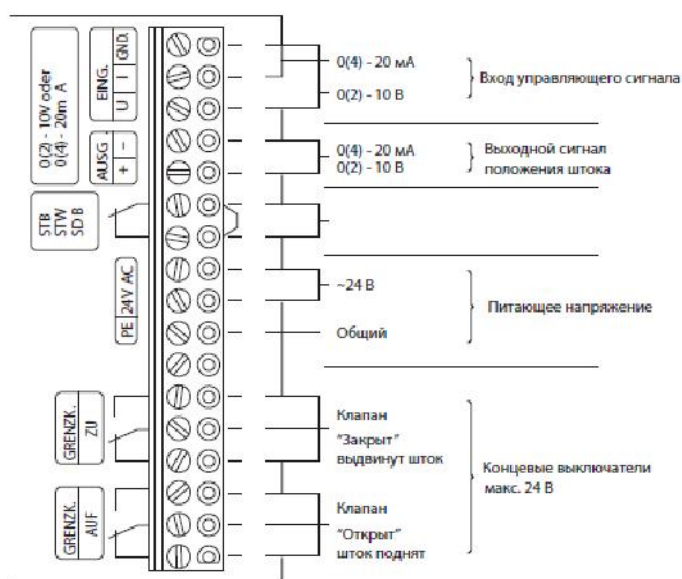 0(2) - 10V oder
0(4) - 20m A
EING.
U I GND.
0(4) - 20 мА
0(2) - 10 В
Вход управляющего сигнала
AUSG.
+ −
0(4) - 20 мА
0(2) - 10 В
Выходной сигнал
положения штока
STB
STW
SD B
PE 24V AC
~24 В
Общий
Питающее напряжение
GRENZK.
ZU
Клапан
"Закрыт"
выдвинут шток
Концевые выключатели
макс. 24 В
GRENZK.
AUF
Клапан
"Открыт"
шток поднят